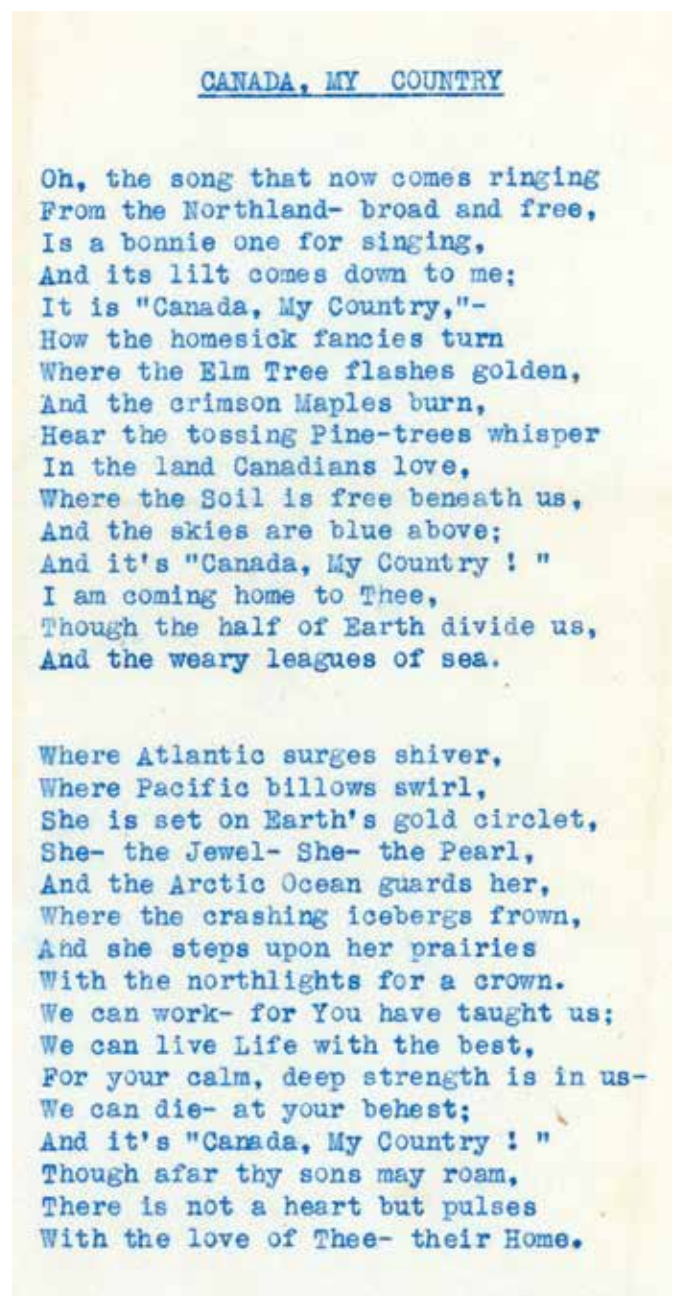 CANADA, MY COUNTRY
Oh, the song that now comes ringing
From the Northland- broad and free,
Is a bonnie one for singing,
And its lilt comes down to me;
It is "Canada, My Country,"-
How the homesick fancies turn
Where the Elm Tree flashes golden,
And the crimson Maples burn,
Hear the tossing Pine-trees whisper
In the land Canadians love,
Where the Soil is free beneath us,
And the skies are blue above;
And it's "Canada, My Country ! "
I am coming home to Thee,
Though the half of Earth divide us,
And the weary leagues of sea.
Where Atlantic surges shiver,
Where Pacific billows swirl,
She is set on Earth's gold circlet,
She- the Jewel- She- the Pearl,
And the Arctic Ocean guards her,
Where the crashing icebergs frown,
And she steps upon her prairies
With the northlights for a crown.
We can work- for You have taught us;
We can live Life with the best,
For your calm, deep strength is in us-
We can die- at your behest;
And it's "Canada, My Country ! "
Though afar thy sons may roam,
There is not a heart but pulses
With the love of Thee- their Home.